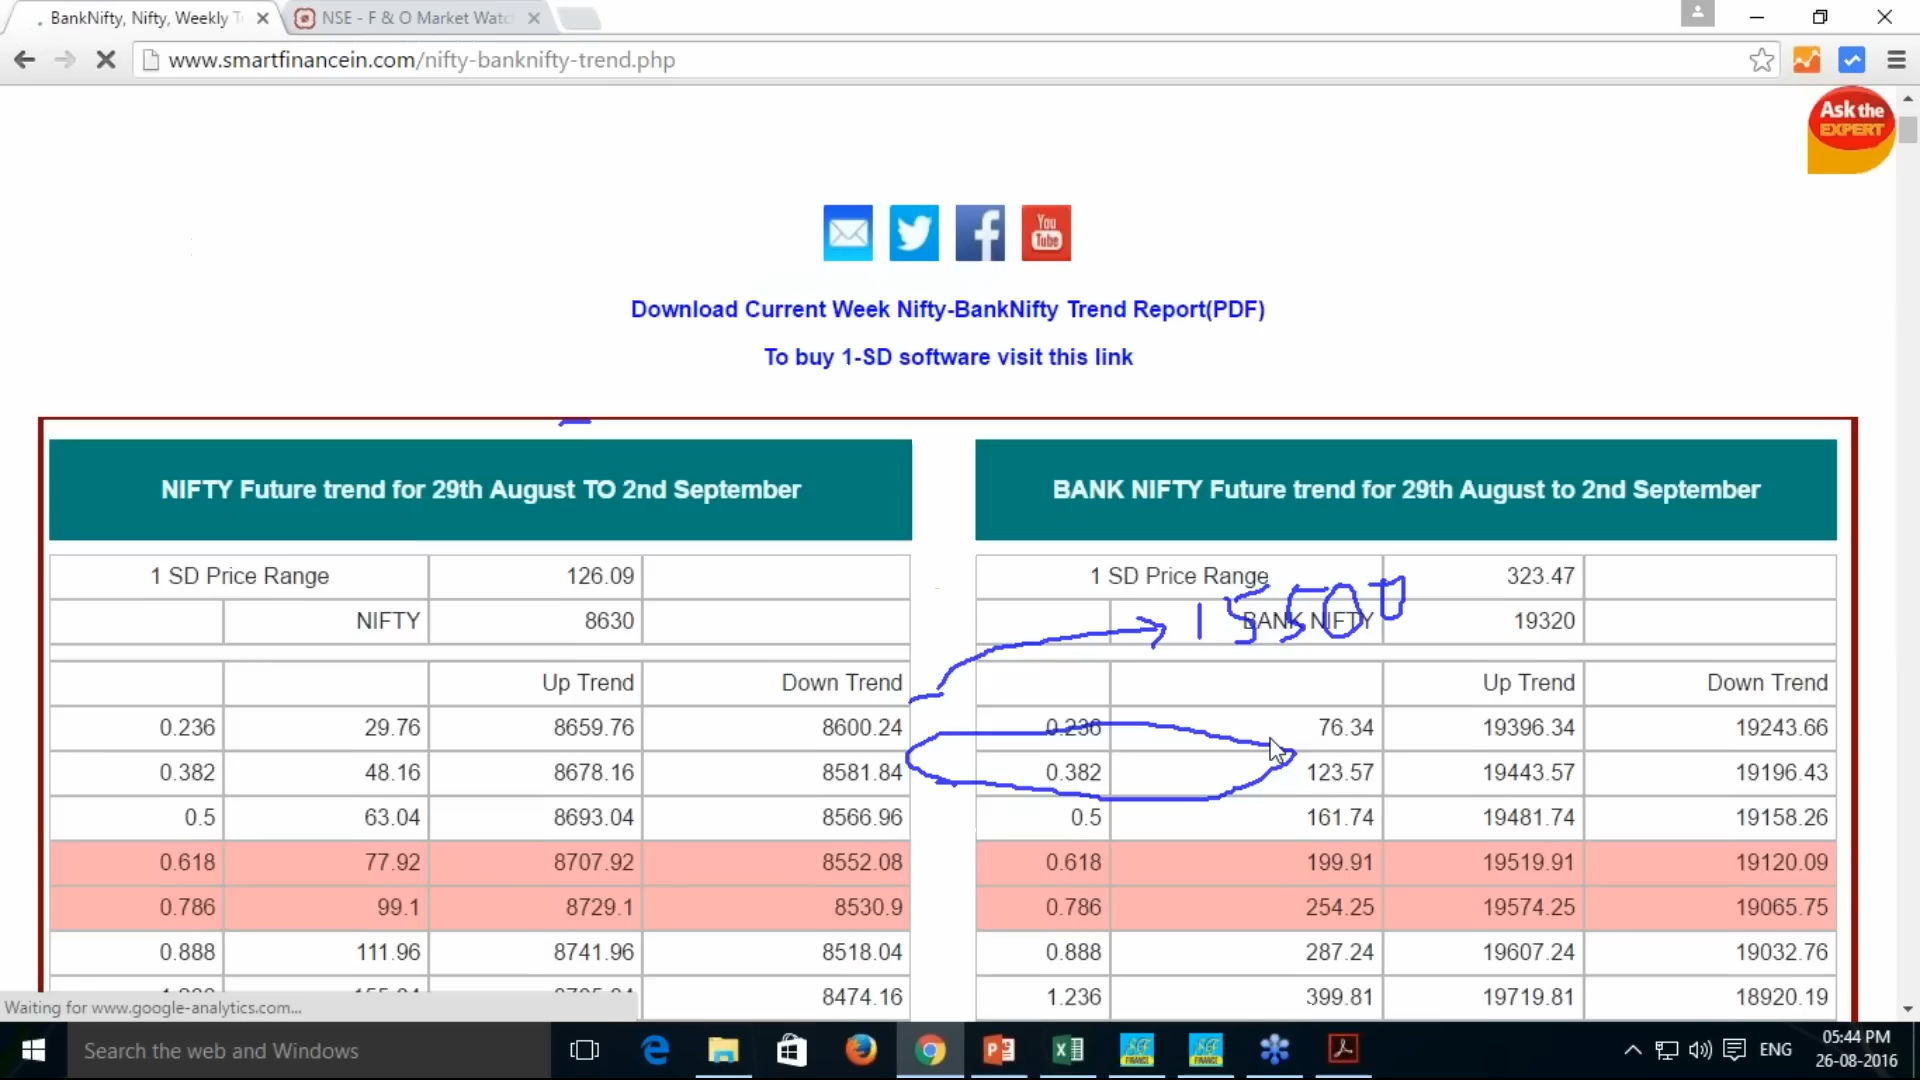 BankNifty, Nifty, Weekly T
NSE - F & O Market Watc
www.smartfinancein.com/nifty-banknifty-trend.php
Ask the
EXPERT
You
Tube
Download Current Week Nifty-BankNifty Trend Report(PDF)
To buy 1-SD software visit this link
NIFTY Future trend for 29th August TO 2nd September
1 SD Price Range 126.09
NIFTY 8630
Up Trend Down Trend
0.236 29.76 8659.76 8600.24
0.382 48.16 8678.16 8581.84
0.5 63.04 8693.04 8566.96
0.618 77.92 8707.92 8552.08
0.786 99.1 8729.1 8530.9
0.888 111.96 8741.96 8518.04
8474.16
BANK NIFTY Future trend for 29th August to 2nd September
1 SD Price Range 323.47
BANK NIFTY 19320
15500
Up Trend Down Trend
0.236 76.34 19396.34 19243.66
0.382 123.57 19443.57 19196.43
0.5 161.74 19481.74 19158.26
0.618 199.91 19519.91 19120.09
0.786 254.25 19574.25 19065.75
0.888 287.24 19607.24 19032.76
1.236 399.81 19719.81 18920.19
Waiting for www.google-analytics.com...
Search the web and Windows
ENG
05:44 PM
26-08-2016